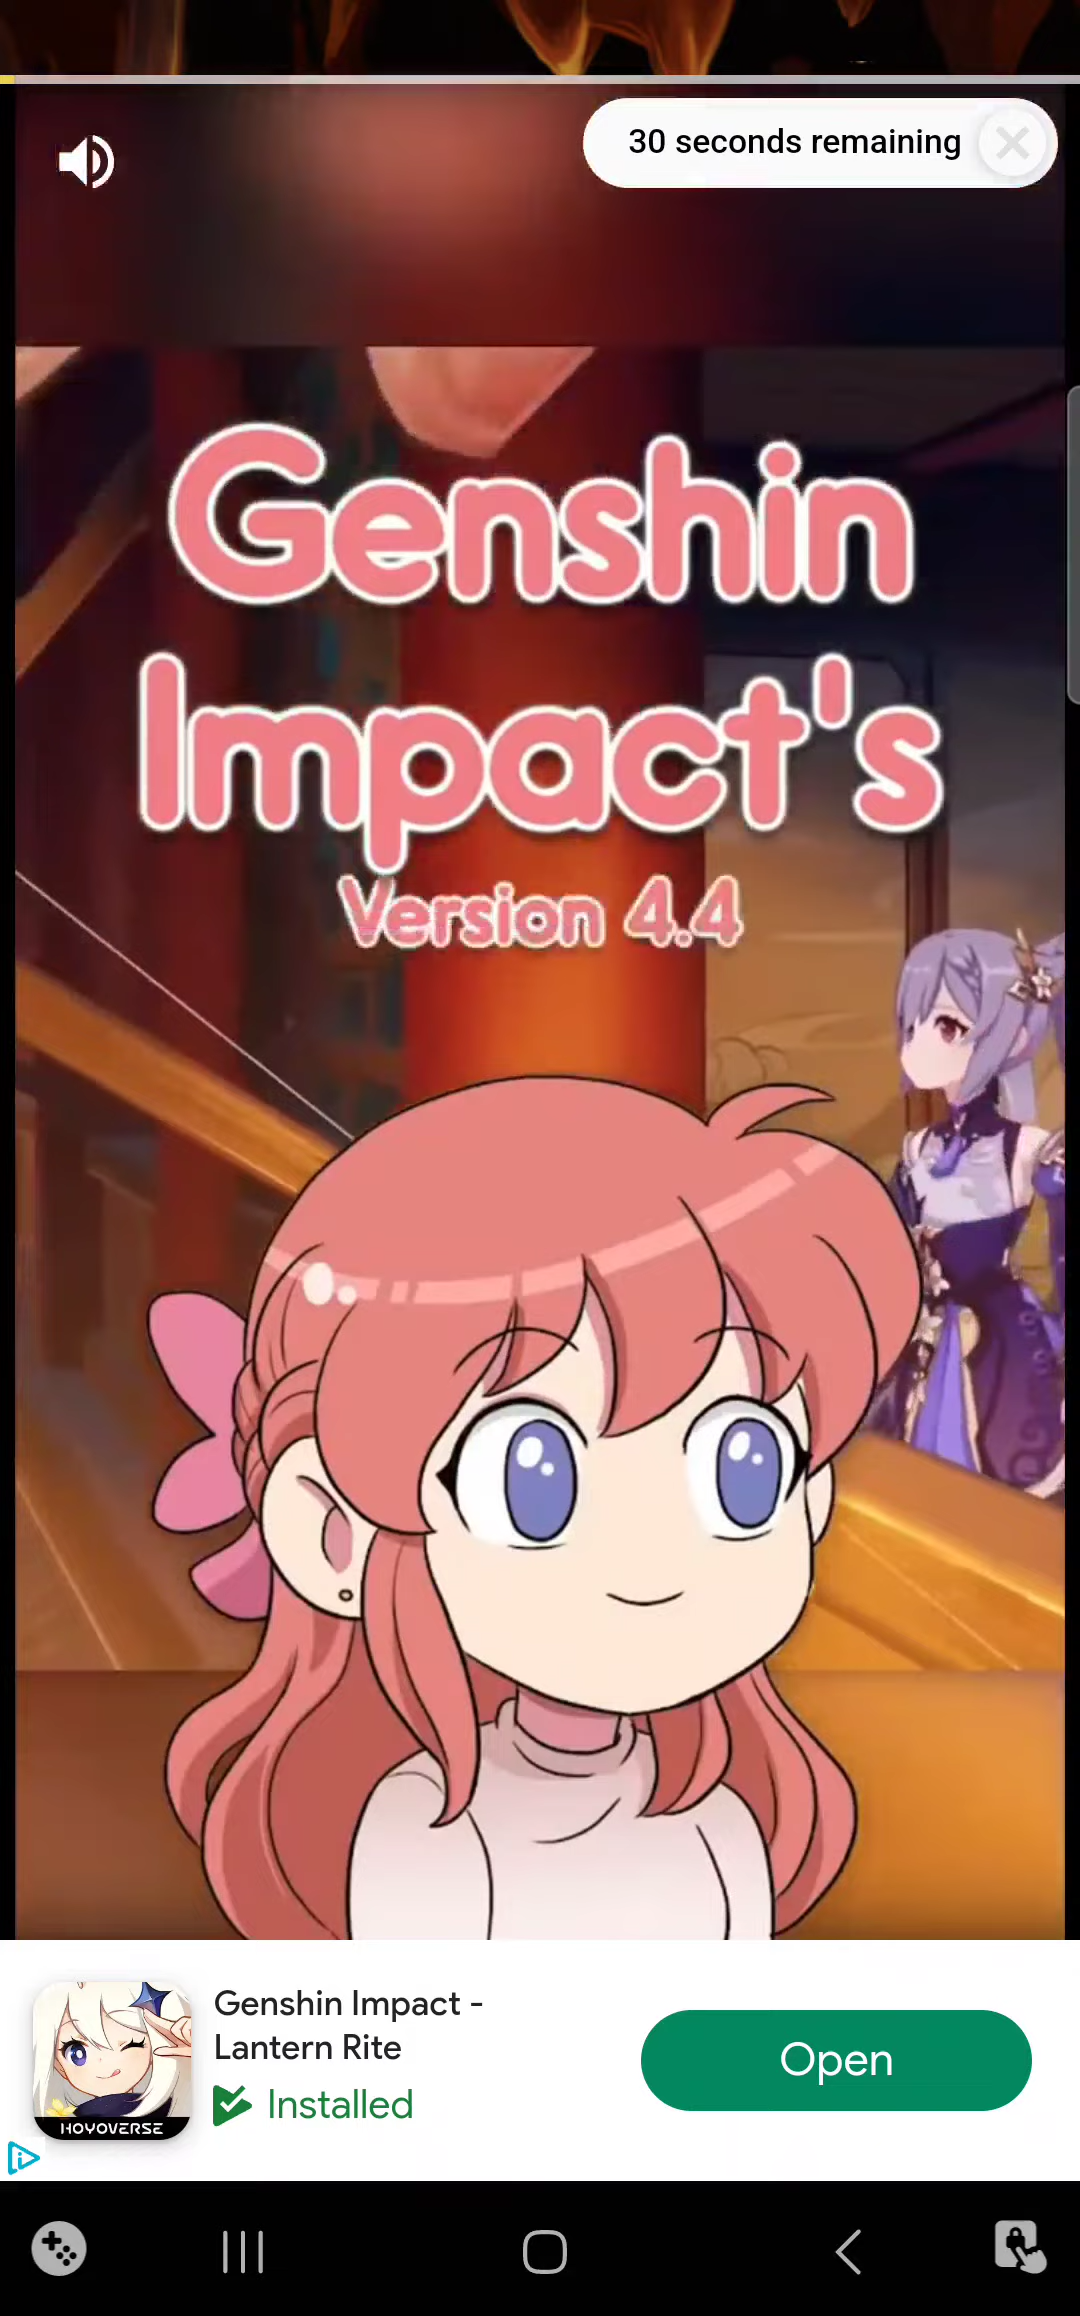 30 seconds remaining
Genshin
Impact's
Version 4.4
Genshin Impact -
Lantern Rite
Installed
Open
HOYOVERSE